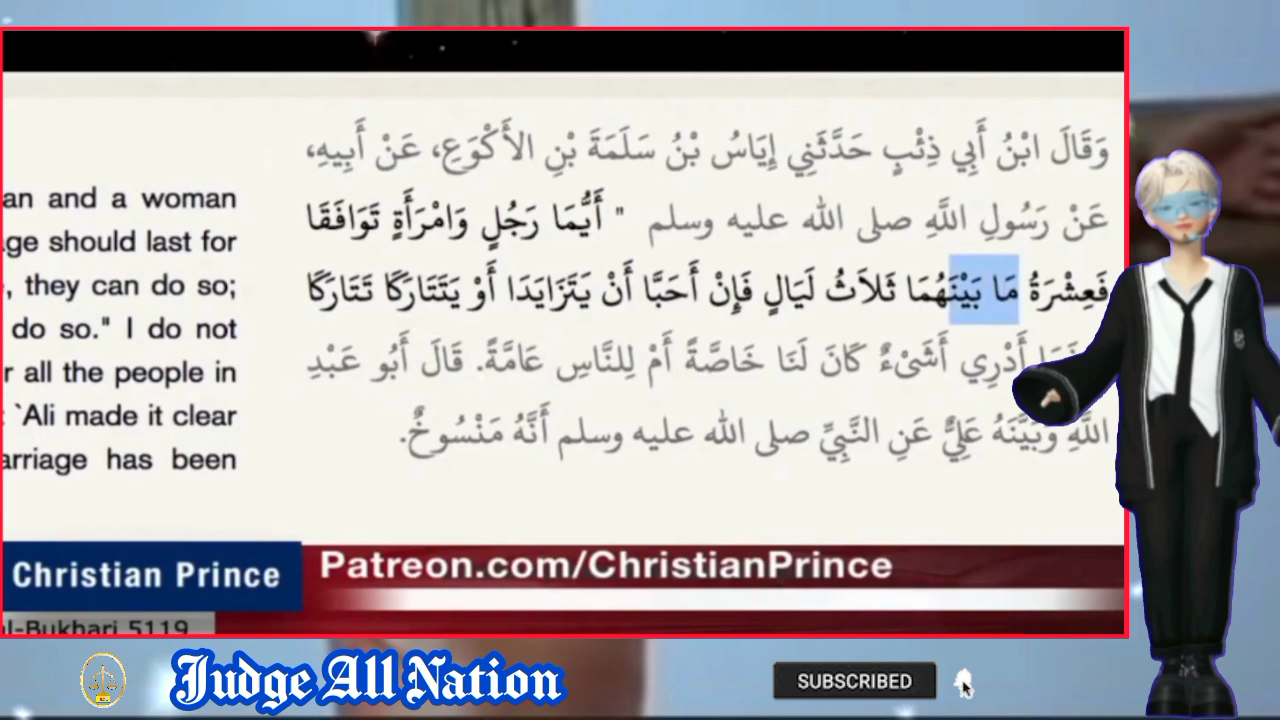 an and a woman
ge should last for
, they can do so;
do so." I do not
r all the people in
`Ali made it clear
arriage has been
وَقَالَ ابْنُ أَبِي ذِئْبٍ حَدَّثَنِي إِيَاسُ بْنُ سَلَمَةَ بْنِ الأَكْوَعِ، عَنْ أَبِيهِ،
عَنْ رَسُولِ اللَّهِ صلى الله عليه وسلم " أَيُّمَا رَجُلٍ وَامْرَأَةٍ تَوَافَقَا
فَعِشْرَةُ مَا بَيْنَهُمَا ثَلاَثُ لَيَالٍ فَإِنْ أَحَبَّا أَنْ يَتَزَايَدَا أَوْ يَتَتَارَكَا تَتَارَكَا
أَدْرِي أَشَىْءٌ كَانَ لَنَا خَاصَّةً أَمْ لِلنَّاسِ عَامَّةً. قَالَ أَبُو عَبْدِ
اللَّهِ وَبَيَّنَهُ عَلِيٌّ عَنِ النَّبِيِّ صلى الله عليه وسلم أَنَّهُ مَنْسُوخٌ.
Christian Prince
Patreon.com/ChristianPrince
l-Bukhari 5119
Judge All Nation
SUBSCRIBED